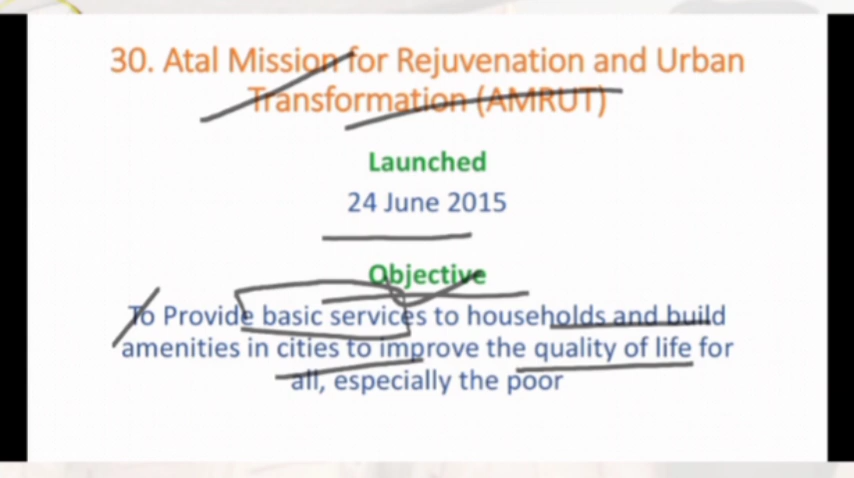 30. Atal Mission for Rejuvenation and Urban
Transformation (AMRUT)
Launched
24 June 2015
Objective
To Provide basic services to households and build
amenities in cities to improve the quality of life for
all, especially the poor